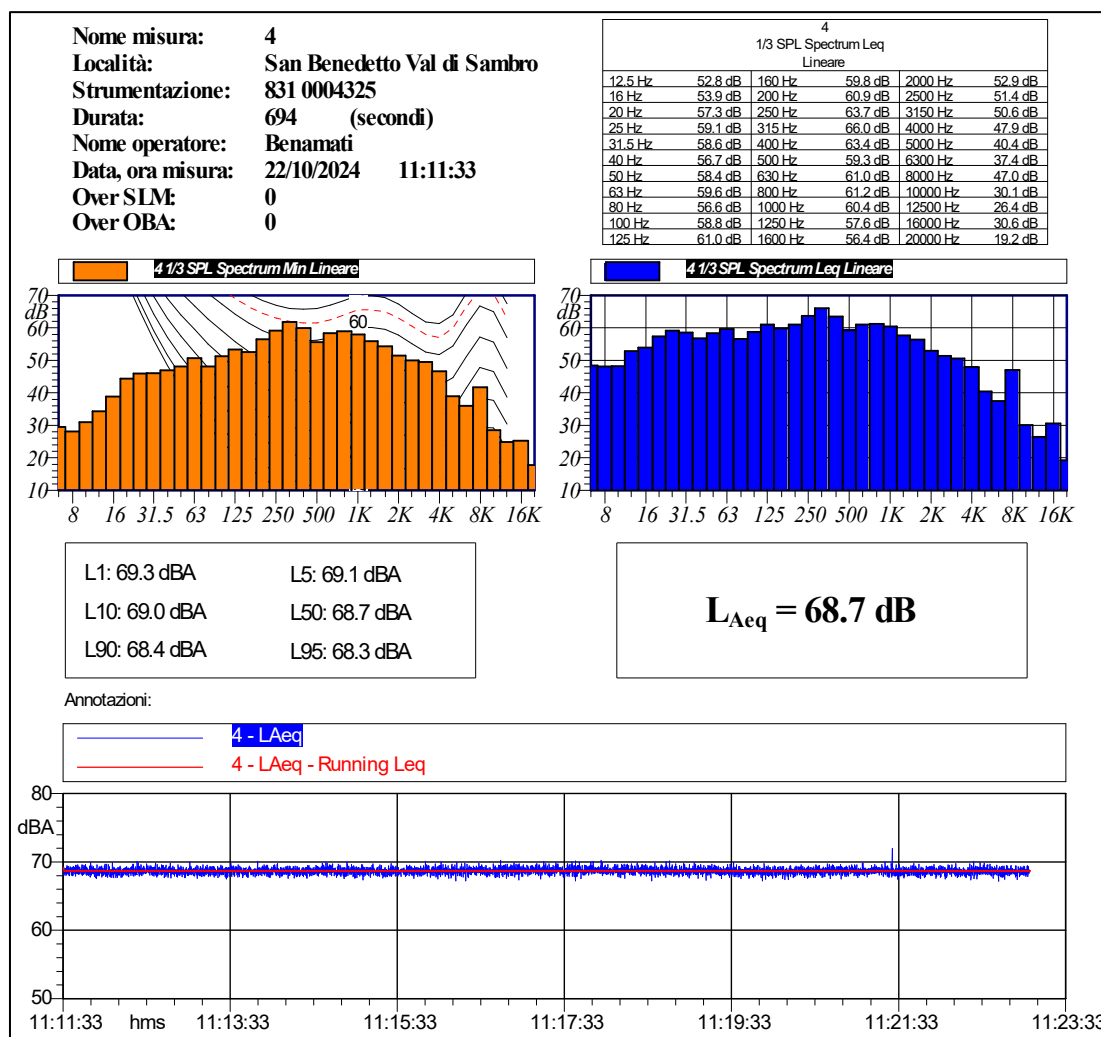 Nome misura: 4
Località: San Benedetto Val di Sambro
Strumentazione: 831 0004325
Durata: 694 (secondi)
Nome operatore: Benamati
Data, ora misura: 22/10/2024 11:11:33
Over SLM: 0
Over OBA: 0
4
1/3 SPL Spectrum Leq
Lineare
12.5 Hz 52.8 dB 160 Hz 59.8 dB 2000 Hz 52.9 dB
16 Hz 53.9 dB 200 Hz 60.9 dB 2500 Hz 51.4 dB
20 Hz 57.3 dB 250 Hz 63.7 dB 3150 Hz 50.6 dB
25 Hz 59.1 dB 315 Hz 66.0 dB 4000 Hz 47.9 dB
31.5 Hz 58.6 dB 400 Hz 63.4 dB 5000 Hz 40.4 dB
40 Hz 56.7 dB 500 Hz 59.3 dB 6300 Hz 37.4 dB
50 Hz 58.4 dB 630 Hz 61.0 dB 8000 Hz 47.0 dB
63 Hz 59.6 dB 800 Hz 61.2 dB 10000 Hz 30.1 dB
80 Hz 56.6 dB 1000 Hz 60.4 dB 12500 Hz 26.4 dB
100 Hz 58.8 dB 1250 Hz 57.6 dB 16000 Hz 30.6 dB
125 Hz 61.0 dB 1600 Hz 56.4 dB 20000 Hz 19.2 dB
4 1/3 SPL Spectrum Min Lineare
70
dB
60
50
40
30
20
10
60
8 16 31.5 63 125 250 500 1K 2K 4K 8K 16K
4 1/3 SPL Spectrum Leq Lineare
70
dB
60
50
40
30
20
10
8 16 31.5 63 125 250 500 1K 2K 4K 8K 16K
L1: 69.3 dBA L5: 69.1 dBA
L10: 69.0 dBA L50: 68.7 dBA
L90: 68.4 dBA L95: 68.3 dBA
LAeq = 68.7 dB
Annotazioni:
4 - LAeq
4 - LAeq - Running Leq
80
dBA
70
60
50
11:11:33 hms 11:13:33 11:15:33 11:17:33 11:19:33 11:21:33 11:23:33